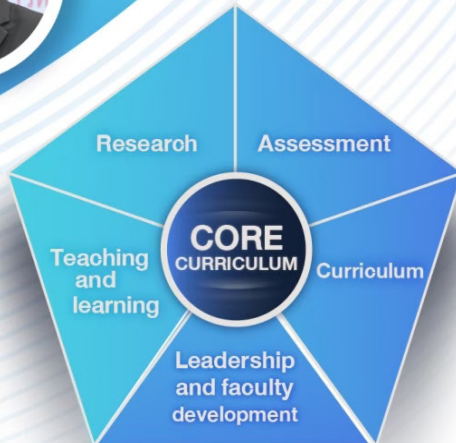 Research
Assessment
CORE
CURRICULUM
Teaching
and
learning
Curriculum
Leadership
and faculty
development